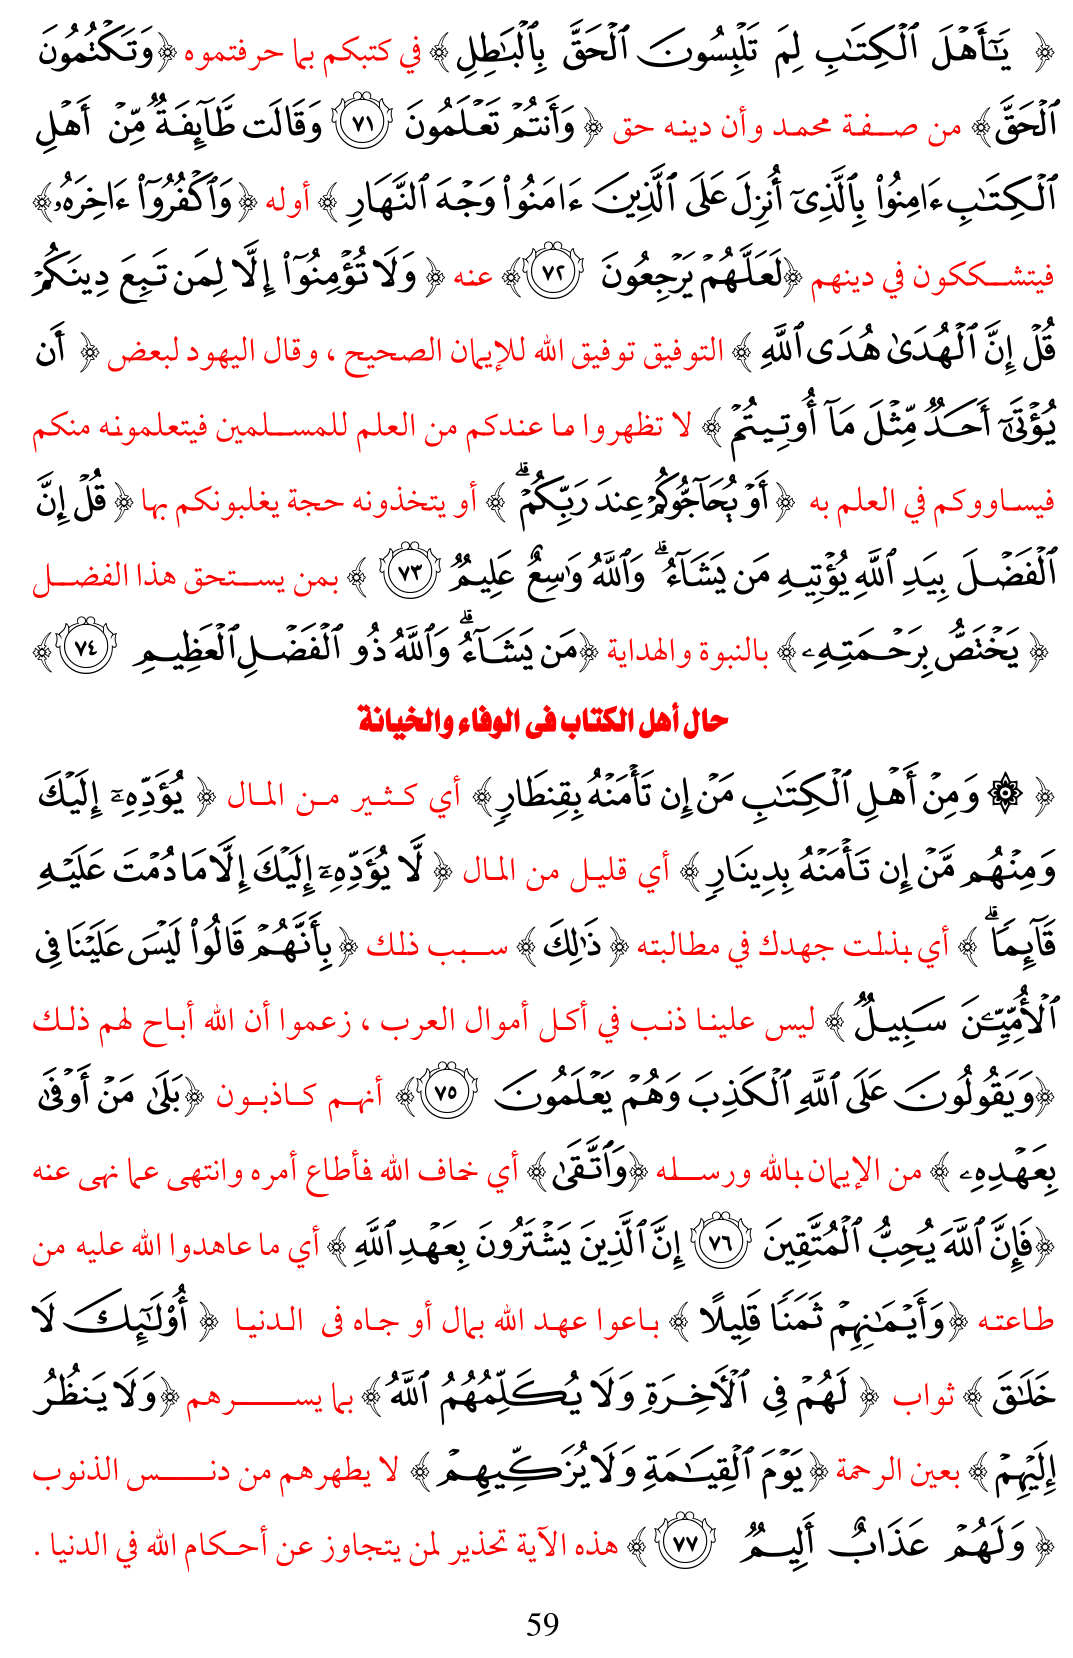 ﴿ يَٰٓأَهۡلَ ٱلۡكِتَٰبِ لِمَ تَلۡبِسُونَ ٱلۡحَقَّ بِٱلۡبَٰطِلِ ﴾ في كتبكم بما حرفتموه ﴿ وَتَكۡتُمُونَ
ٱلۡحَقَّ ﴾ من صفة محمد وأن دينه حق ﴿ وَأَنتُمۡ تَعۡلَمُونَ ٧١ وَقَالَت طَّآئِفَةٞ مِّنۡ أَهۡلِ
ٱلۡكِتَٰبِ ءَامِنُواْ بِٱلَّذِيٓ أُنزِلَ عَلَى ٱلَّذِينَ ءَامَنُواْ وَجۡهَ ٱلنَّهَارِ ﴾ أوله ﴿ وَٱكۡفُرُوٓاْ ءَاخِرَهُۥ ﴾
فيتشككون في دينهم ﴿ لَعَلَّهُمۡ يَرۡجِعُونَ ٧٢ ﴾ عنه ﴿ وَلَا تُؤۡمِنُوٓاْ إِلَّا لِمَن تَبِعَ دِينَكُمۡ
قُلۡ إِنَّ ٱلۡهُدَىٰ هُدَى ٱللَّهِ ﴾ التوفيق توفيق الله للإيمان الصحيح ، وقال اليهود لبعض ﴿ أَن
يُؤۡتَىٰٓ أَحَدٞ مِّثۡلَ مَآ أُوتِيتُمۡ ﴾ لا تظهروا ما عندكم من العلم للمسلمين فيتعلمونه منكم
فيساووكم في العلم به ﴿ أَوۡ يُحَآجُّوكُمۡ عِندَ رَبِّكُمۡۗ ﴾ أو يتخذونه حجة يغلبونكم بها ﴿ قُلۡ إِنَّ
ٱلۡفَضۡلَ بِيَدِ ٱللَّهِ يُؤۡتِيهِ مَن يَشَآءُۗ وَٱللَّهُ وَٰسِعٌ عَلِيمٞ ٧٣ ﴾ بمن يستحق هذا الفضل
﴿ يَخۡتَصُّ بِرَحۡمَتِهِۦ ﴾ بالنبوة والهداية ﴿ مَن يَشَآءُۗ وَٱللَّهُ ذُو ٱلۡفَضۡلِ ٱلۡعَظِيمِ ٧٤ ﴾
حال أهل الكتاب فى الوفاء والخيانة
﴿ ۞ وَمِنۡ أَهۡلِ ٱلۡكِتَٰبِ مَنۡ إِن تَأۡمَنۡهُ بِقِنطَارٖ ﴾ أي كثير من المال ﴿ يُؤَدِّهِۦٓ إِلَيۡكَ
وَمِنۡهُم مَّنۡ إِن تَأۡمَنۡهُ بِدِينَارٖ ﴾ أي قليل من المال ﴿ لَّا يُؤَدِّهِۦٓ إِلَيۡكَ إِلَّا مَا دُمۡتَ عَلَيۡهِ
قَآئِمٗاۗ ﴾ أي بذلت جهدك في مطالبته ﴿ ذَٰلِكَ ﴾ سبب ذلك ﴿ بِأَنَّهُمۡ قَالُواْ لَيۡسَ عَلَيۡنَا فِي
ٱلۡأُمِّيِّـۧنَ سَبِيلٞ ﴾ ليس علينا ذنب في أكل أموال العرب ، زعموا أن الله أباح لهم ذلك
﴿ وَيَقُولُونَ عَلَى ٱللَّهِ ٱلۡكَذِبَ وَهُمۡ يَعۡلَمُونَ ٧٥ ﴾ أنهم كاذبون ﴿ بَلَىٰ مَنۡ أَوۡفَىٰ
بِعَهۡدِهِۦ ﴾ من الإيمان بالله ورسله ﴿ وَٱتَّقَىٰ ﴾ أي خاف الله فأطاع أمره وانتهى عما نهى عنه
﴿ فَإِنَّ ٱللَّهَ يُحِبُّ ٱلۡمُتَّقِينَ ٧٦ إِنَّ ٱلَّذِينَ يَشۡتَرُونَ بِعَهۡدِ ٱللَّهِ ﴾ أي ما عاهدوا الله عليه من
طاعته ﴿ وَأَيۡمَٰنِهِمۡ ثَمَنٗا قَلِيلًا ﴾ باعوا عهد الله بمال أو جاه فى الدنيا ﴿ أُوْلَٰٓئِكَ لَا
خَلَٰقَ ﴾ ثواب ﴿ لَهُمۡ فِي ٱلۡأٓخِرَةِ وَلَا يُكَلِّمُهُمُ ٱللَّهُ ﴾ بما يسرهم ﴿ وَلَا يَنظُرُ
إِلَيۡهِمۡ ﴾ بعين الرحمة ﴿ يَوۡمَ ٱلۡقِيَٰمَةِ وَلَا يُزَكِّيهِمۡ ﴾ لا يطهرهم من دنس الذنوب
﴿ وَلَهُمۡ عَذَابٌ أَلِيمٞ ٧٧ ﴾ هذه الآية تحذير لمن يتجاوز عن أحكام الله في الدنيا .
59